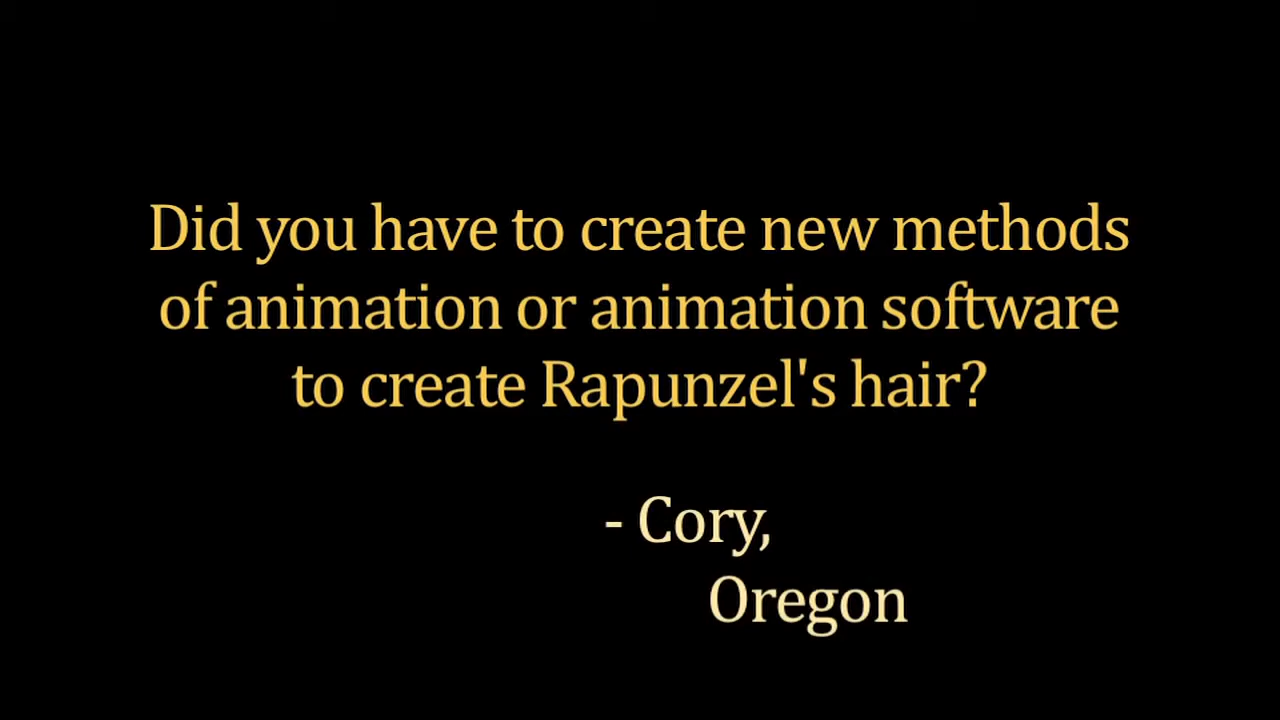 Did you have to create new methods
of animation or animation software
to create Rapunzel's hair?
- Cory,
Oregon